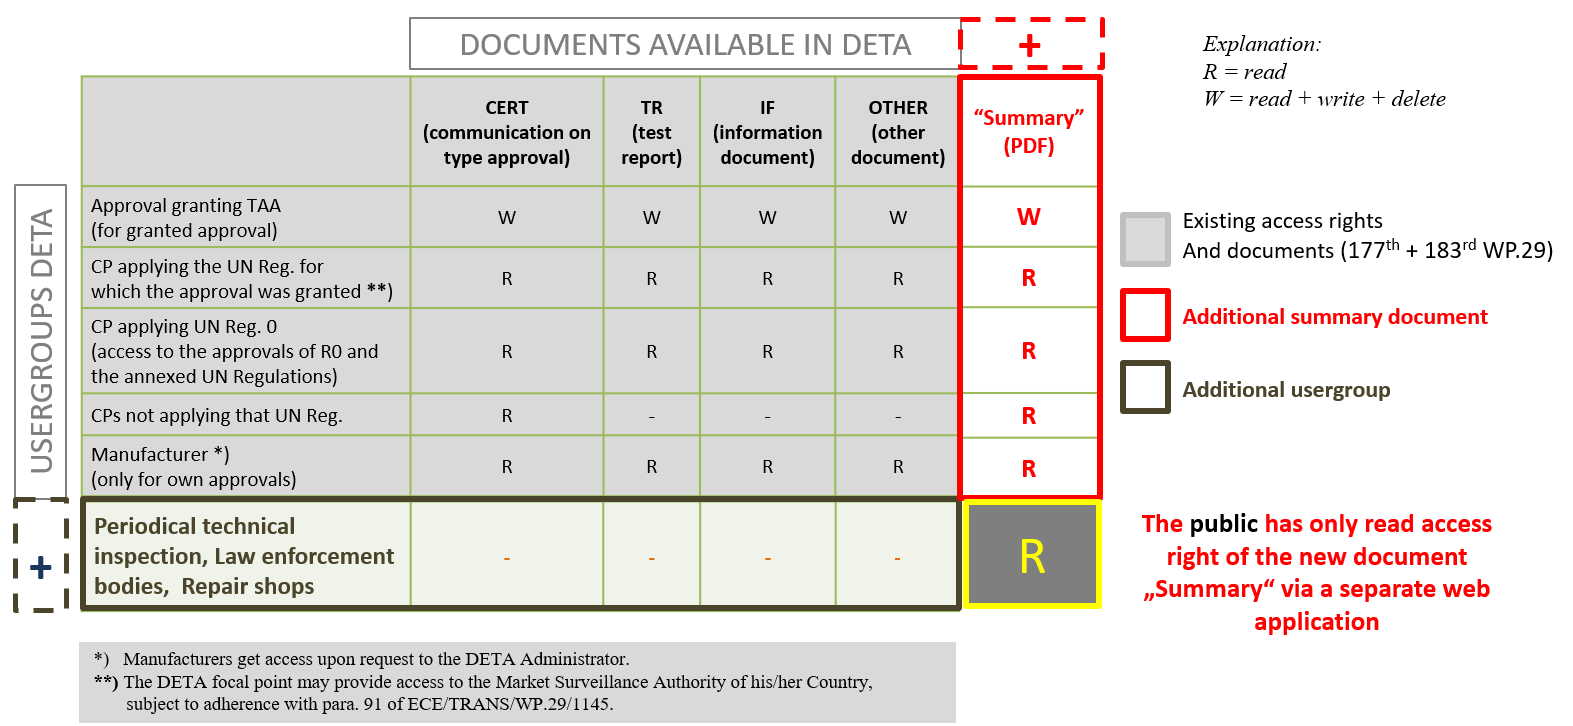 DOCUMENTS AVAILABLE IN DETA
+
Explanation:
R = read
W = read + write + delete
CERT
(communication on
type approval)
TR
(test
report)
IF
(information
document)
OTHER
(other
document)
“Summary”
(PDF)
USERGROUPS DETA
Approval granting TAA
(for granted approval)
W
W
W
W
W
CP applying the UN Reg. for
which the approval was granted **)
R
R
R
R
R
CP applying UN Reg. 0
(access to the approvals of R0 and
the annexed UN Regulations)
R
R
R
R
R
CPs not applying that UN Reg.
R
-
-
-
R
Manufacturer *)
(only for own approvals)
R
R
R
R
R
+
Periodical technical
inspection, Law enforcement
bodies, Repair shops
-
-
-
-
R
Existing access rights
And documents (177th + 183rd WP.29)
Additional summary document
Additional usergroup
The public has only read access
right of the new document
„Summary“ via a separate web
application
*) Manufacturers get access upon request to the DETA Administrator.
**) The DETA focal point may provide access to the Market Surveillance Authority of his/her Country,
subject to adherence with para. 91 of ECE/TRANS/WP.29/1145.